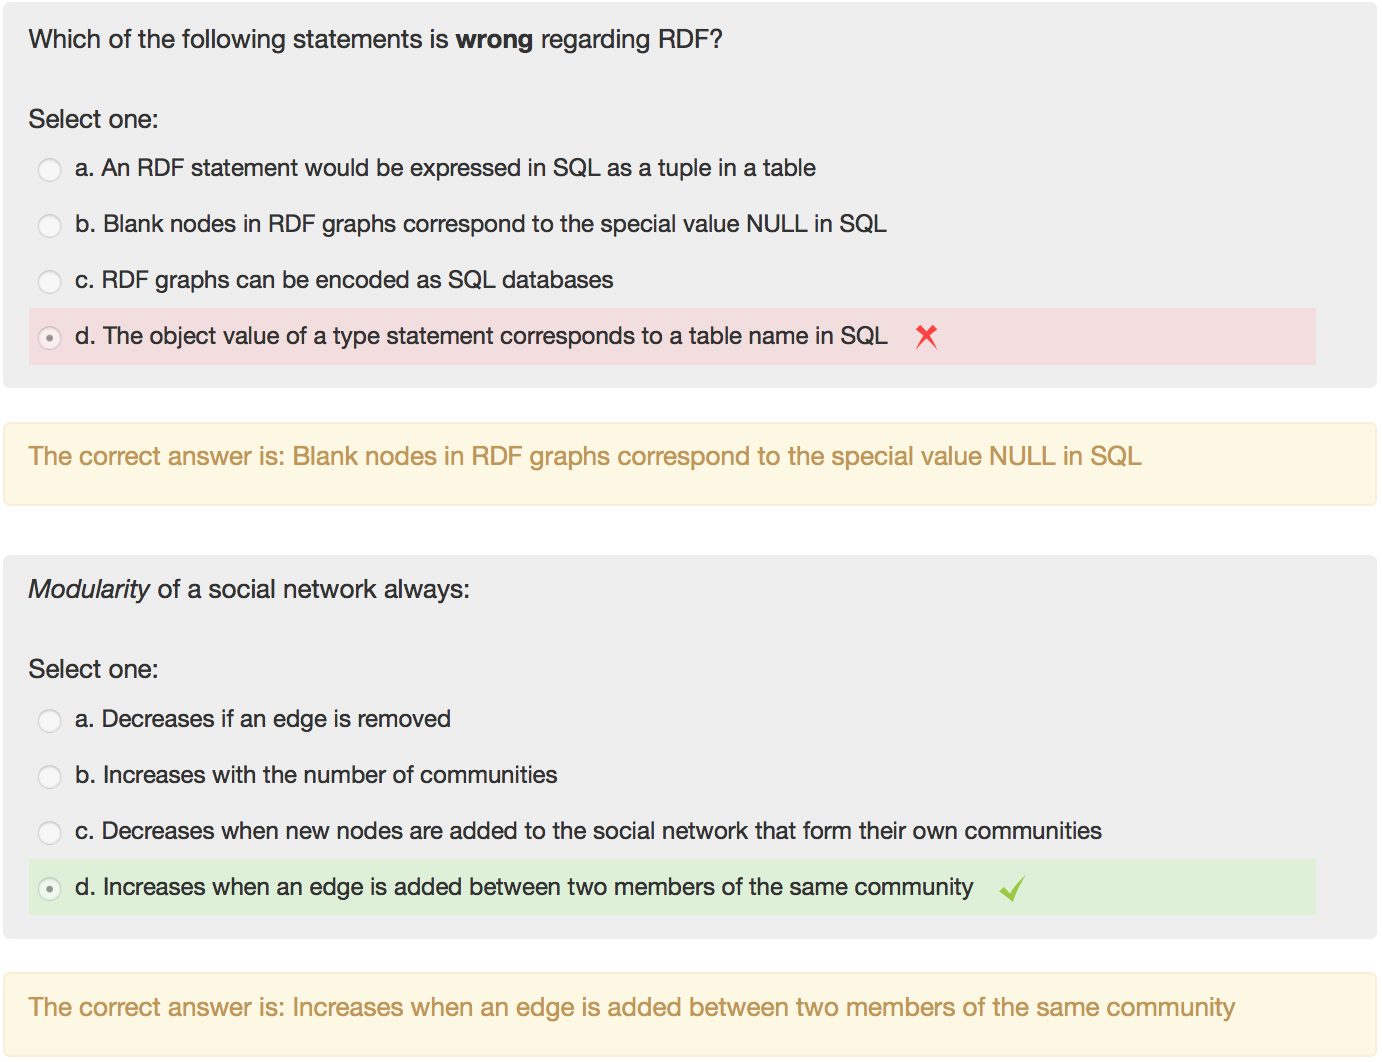 Which of the following statements is wrong regarding RDF?
Select one:
a. An RDF statement would be expressed in SQL as a tuple in a table
b. Blank nodes in RDF graphs correspond to the special value NULL in SQL
c. RDF graphs can be encoded as SQL databases
d. The object value of a type statement corresponds to a table name in SQL
The correct answer is: Blank nodes in RDF graphs correspond to the special value NULL in SQL
Modularity of a social network always:
Select one:
a. Decreases if an edge is removed
b. Increases with the number of communities
c. Decreases when new nodes are added to the social network that form their own communities
d. Increases when an edge is added between two members of the same community
The correct answer is: Increases when an edge is added between two members of the same community